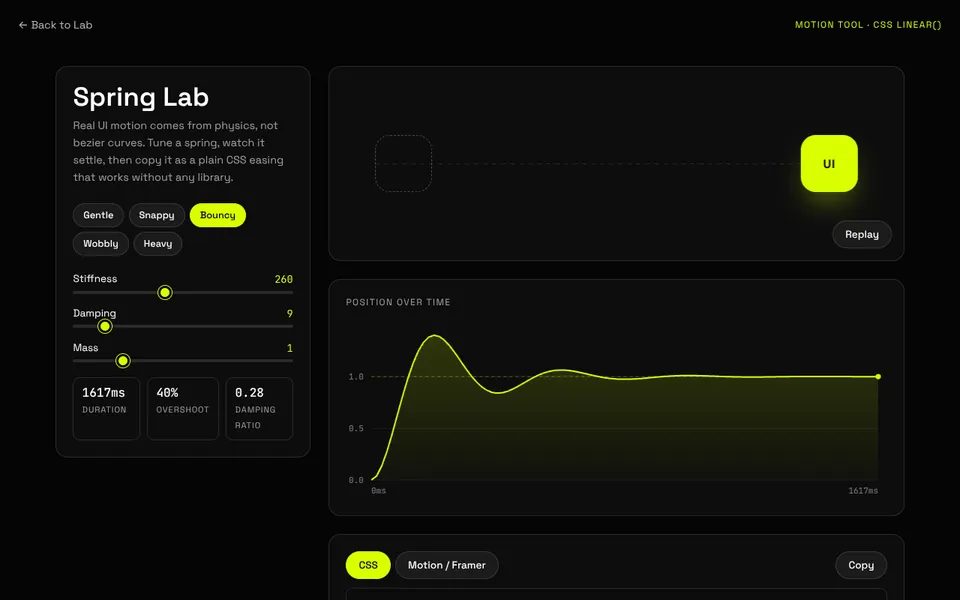 ← Back to Lab
MOTION TOOL · CSS LINEAR()
Spring Lab
Real UI motion comes from physics, not
bezier curves. Tune a spring, watch it
settle, then copy it as a plain CSS easing
that works without any library.
Gentle
Snappy
Bouncy
Wobbly
Heavy
Stiffness 260
Damping 9
Mass 1
1617ms
DURATION
40%
OVERSHOOT
0.28
DAMPING
RATIO
UI
Replay
POSITION OVER TIME
1.0
0.5
0.0
0ms
1617ms
CSS
Motion / Framer
Copy